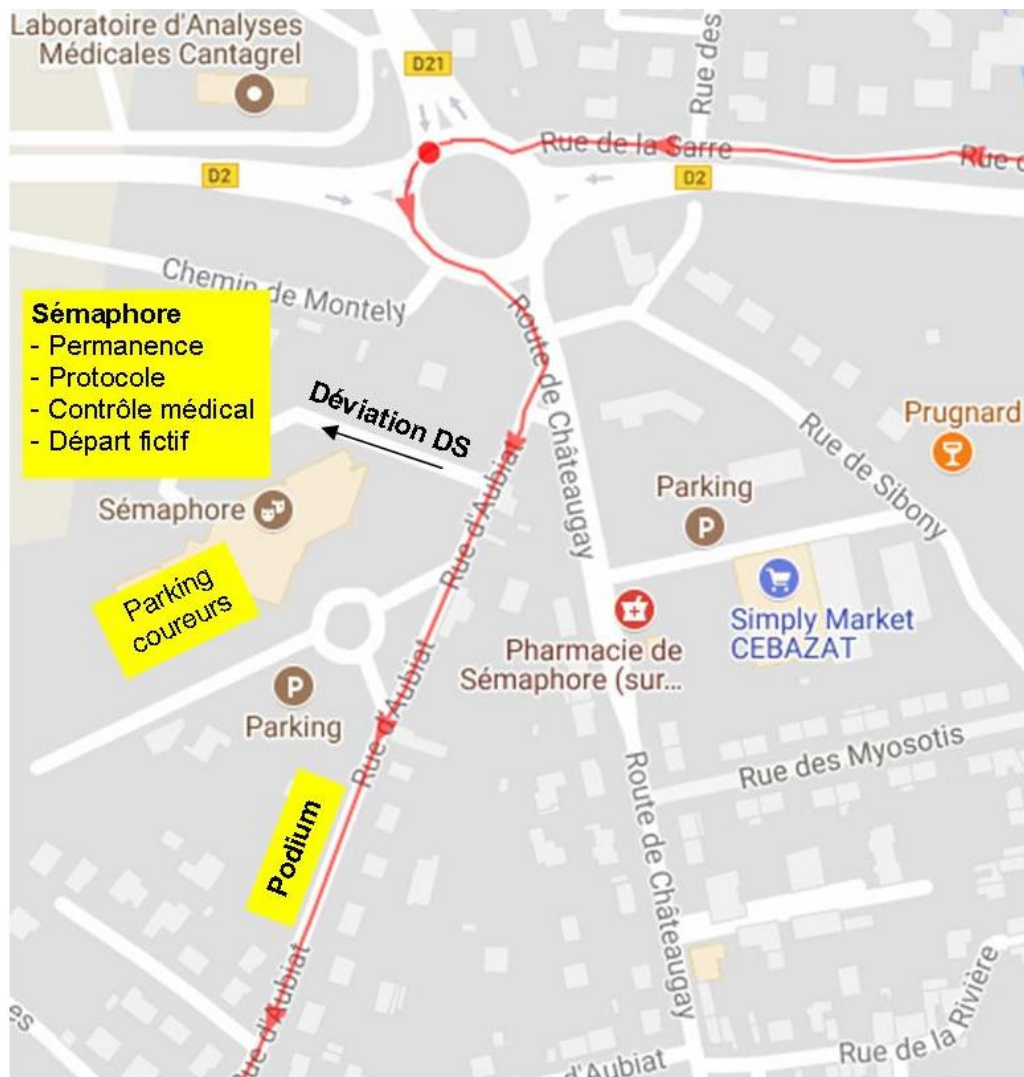 Laboratoire d'Analyses
Médicales Cantagrel
D21
Rue des
Rue de la Sarre
Rue
D2
D2
Chemin de Montely
Sémaphore
- Permanence
- Protocole
- Contrôle médical
- Départ fictif
Route de Châteaugay
Déviation DS
Prugnard
Rue de Sibony
Rue d'Aubiat
Parking
P
Sémaphore
Parking
coureurs
Simply Market
CEBAZAT
Pharmacie de
Sémaphore (sur...
P
Parking
Rue d'Aubiat
Rue des Myosotis
Podium
Route de Châteaugay
Rue d'Aubiat
es
Rue de la Rivière
d'Aubiat